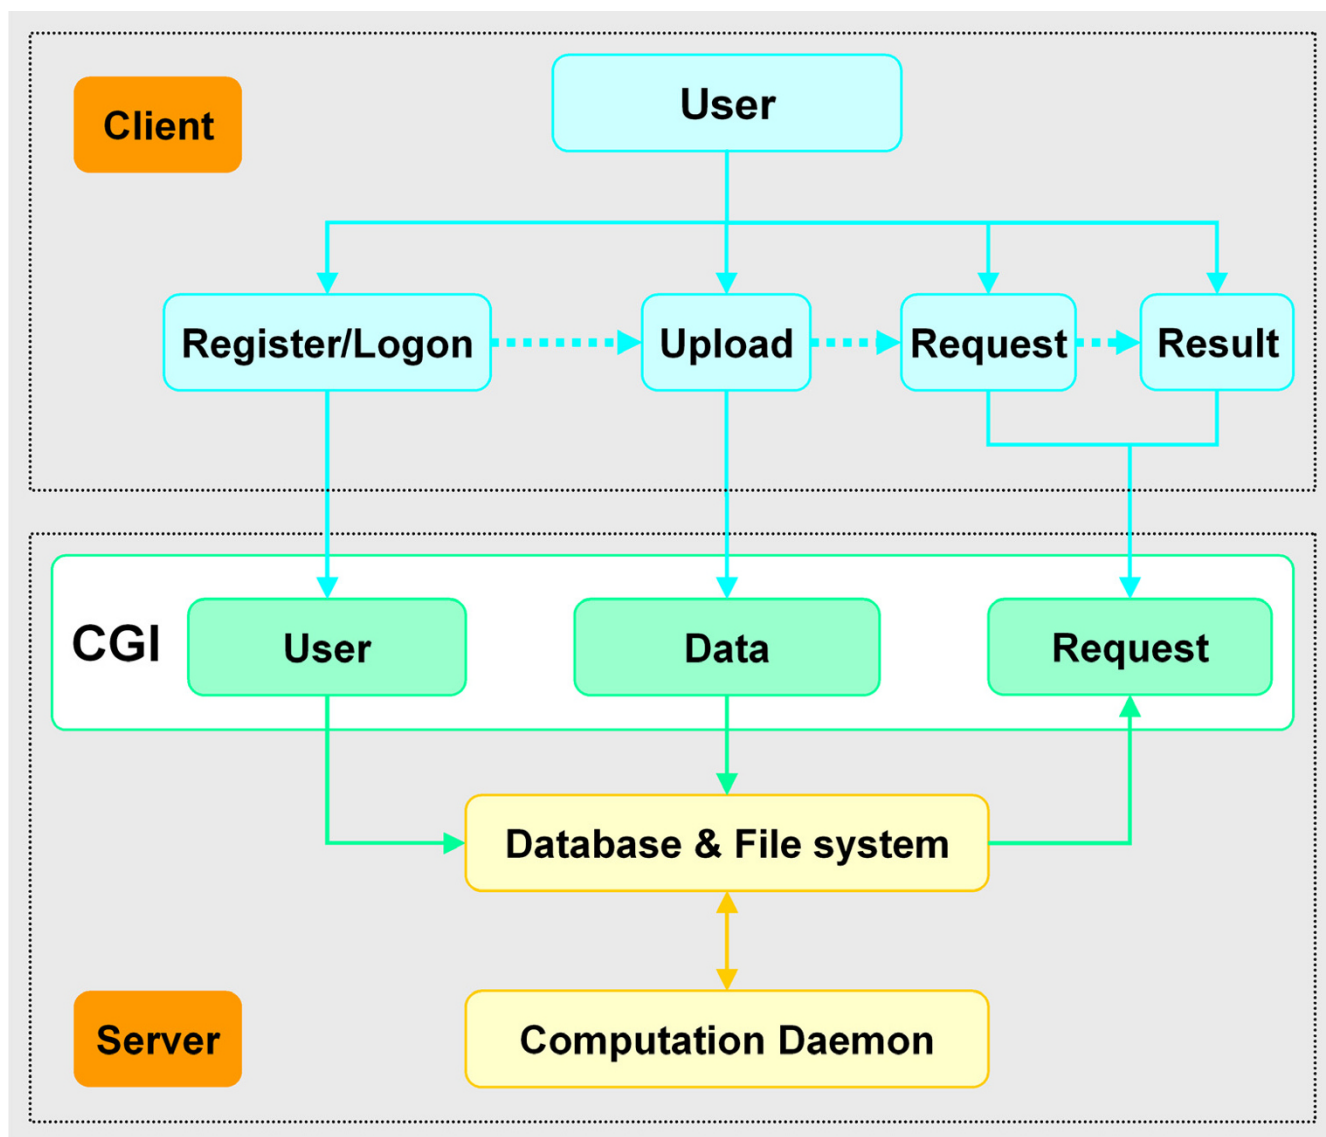 User
Client
Register/Logon
Upload
Request
Result
CGI
User
Data
Request
Database & File system
Server
Computation Daemon